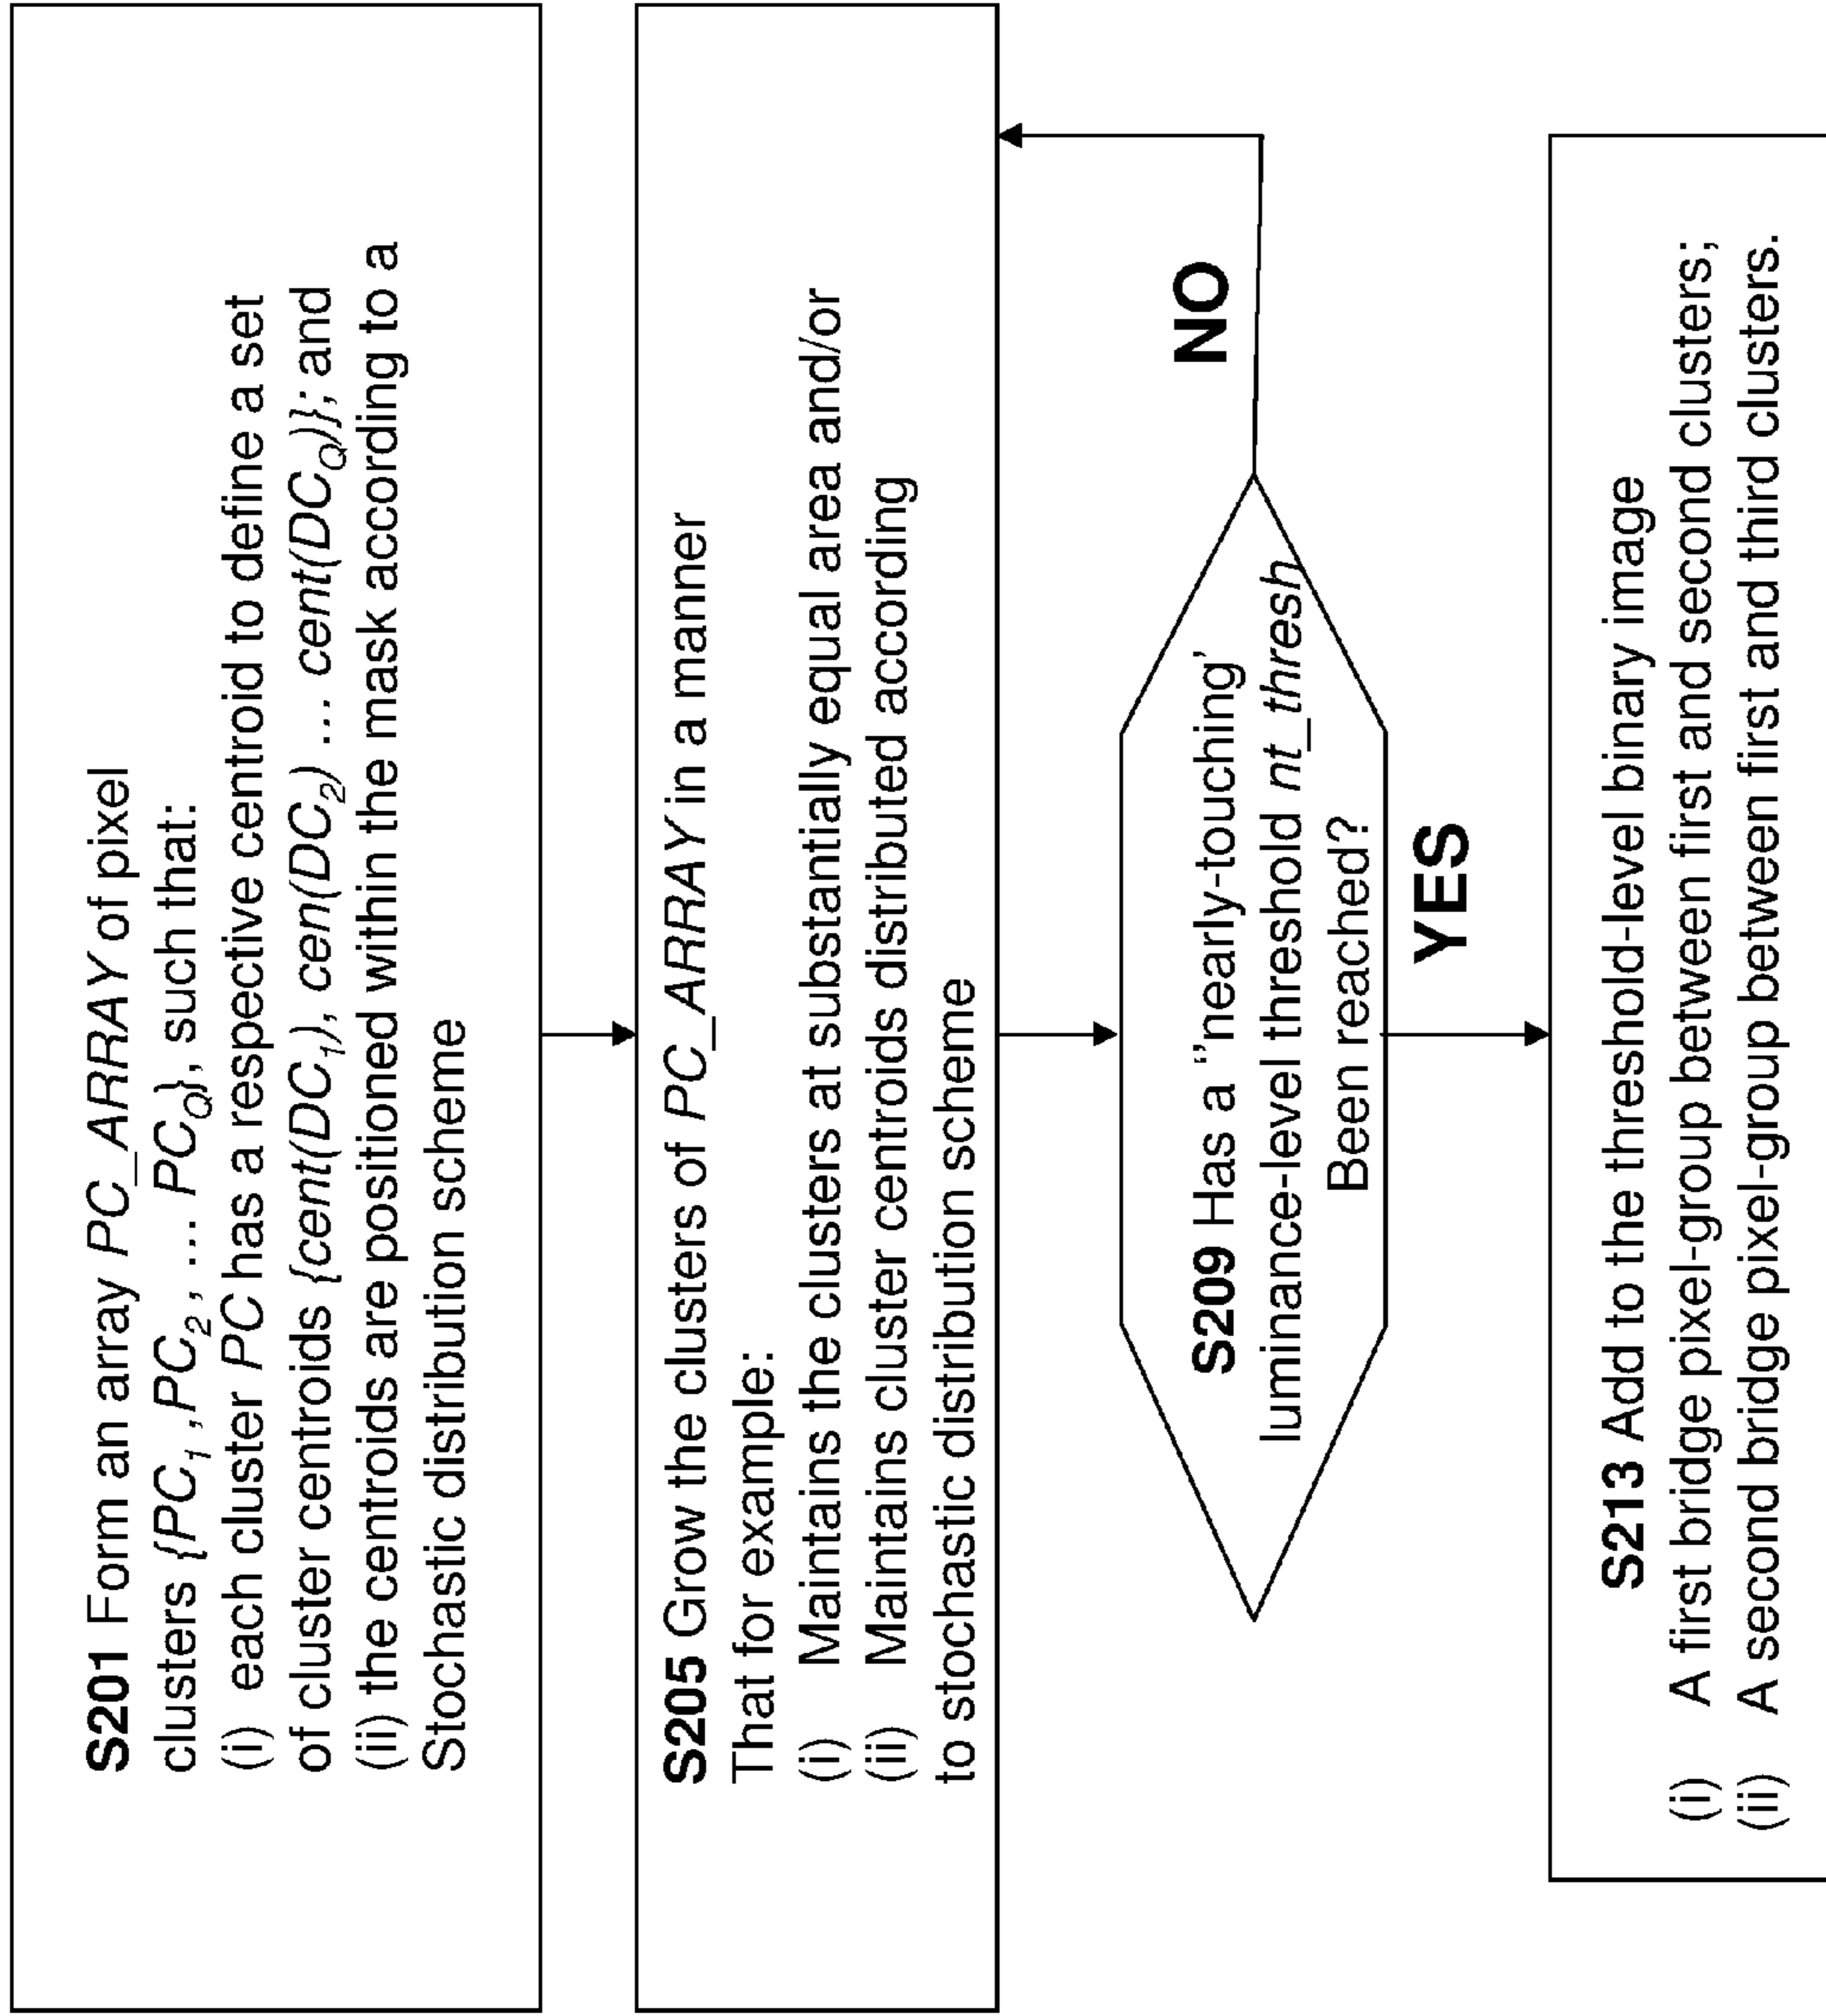 S201 Form an array PC_ARRAY of pixel
clusters {PC₁ ,PC₂ , ... PC_Q}, such that:
(i) each cluster PC has a respective centroid to define a set
of cluster centroids {cent(DC₁), cen(DC₂) ... cent(DC_Q)}; and
(ii) the centroids are positioned within the mask according to a
Stochastic distribution scheme
S205 Grow the clusters of PC_ARRAY in a manner
That for example:
(i) Maintains the clusters at substantially equal area and/or
(ii) Maintains cluster centroids distributed according
to stochastic distribution scheme
S209 Has a ''nearly-touching'
luminance-level threshold nt_thresh
Been reached?
NO
YES
S213 Add to the threshold-level binary image
(i) A first bridge pixel-group between first and second clusters;
(ii) A second bridge pixel-group between first and third clusters.